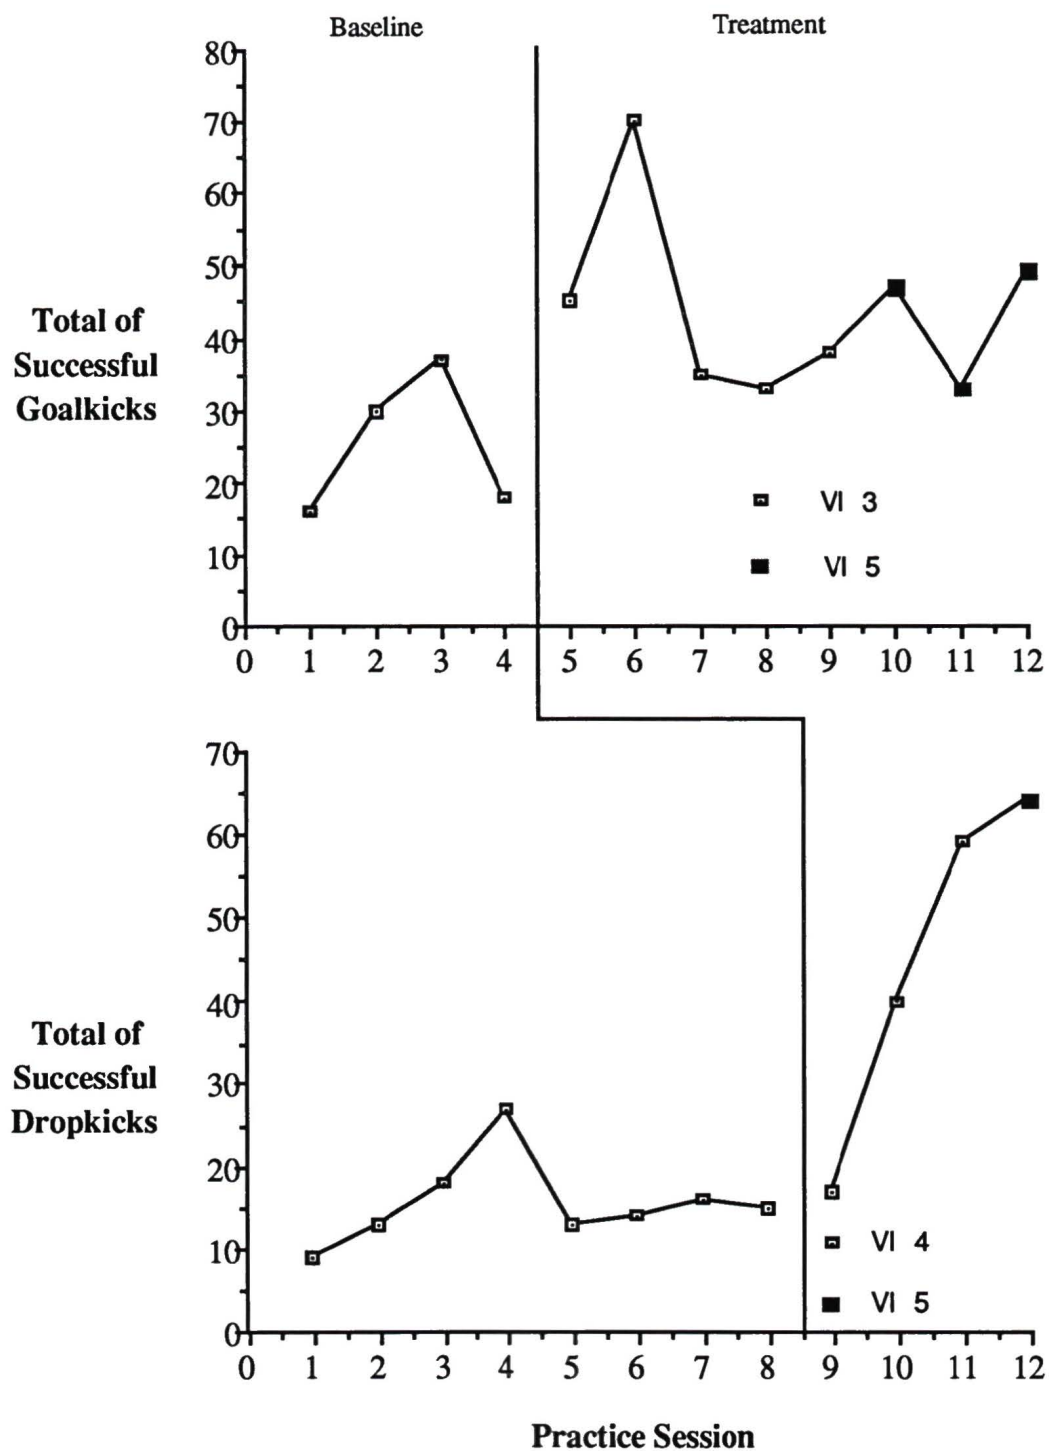 Baseline
Treatment
80
70
60
50
40
30
20
10
0
Total of
Successful
Goalkicks
VI 3
VI 5
0 1 2 3 4 5 6 7 8 9 10 11 12
70
60
50
40
30
20
10
0
Total of
Successful
Dropkicks
VI 4
VI 5
0 1 2 3 4 5 6 7 8 9 10 11 12
Practice Session